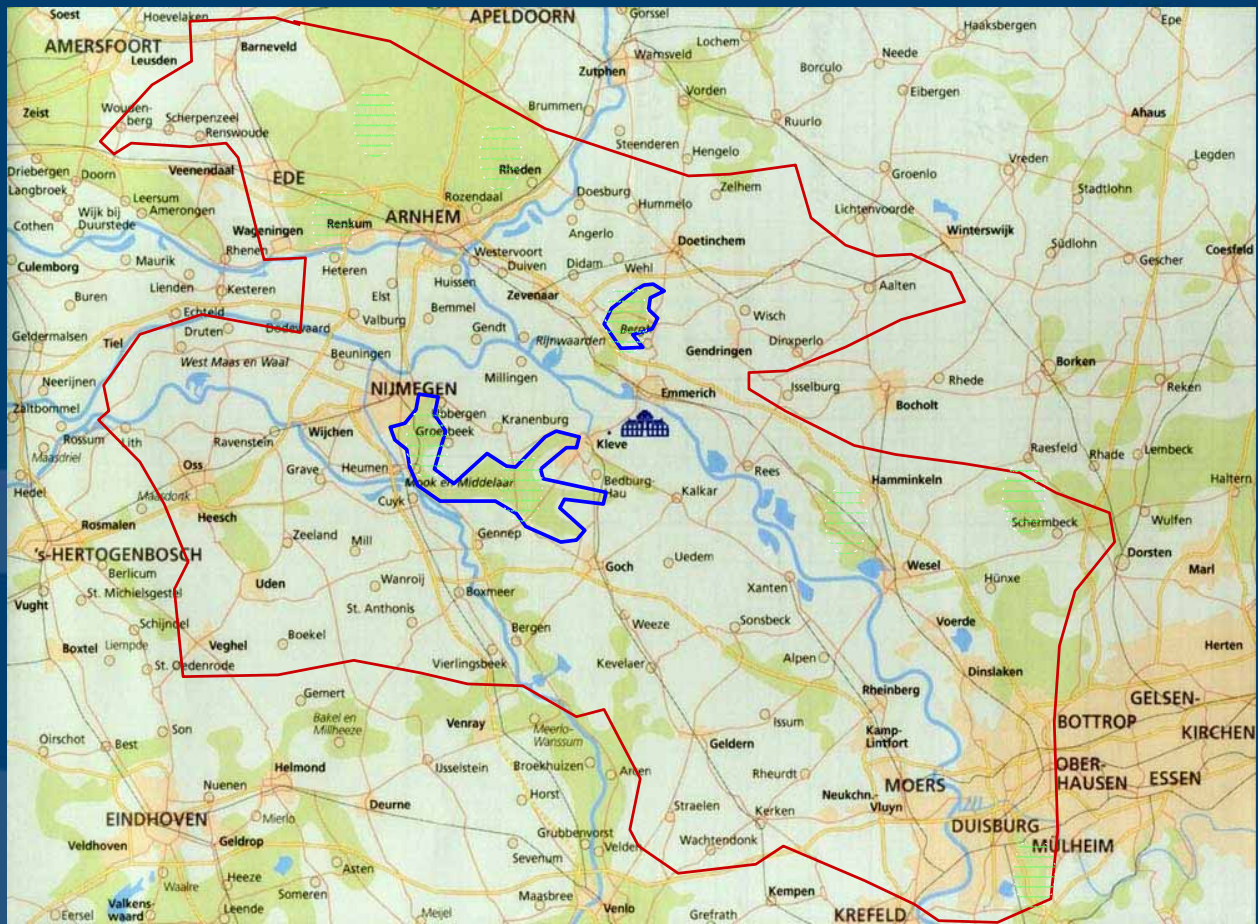 Soest
Hoevelaken
APELDOORN
Gorssel
Epe
AMERSFOORT
Leusden
Barneveld
Lochem
Warnsveld
Haaksbergen
Neede
Zutphen
Borculo
Eibergen
Vorden
Zeist
Wouden-
berg
Scherpenzeel
Renswoude
Brummen
Ruurlo
Ahaus
Steenderen
Hengelo
Vreden
Legden
Driebergen
Doorn
Veenendaal
EDE
Rheden
Groenlo
Langbroek
Leersum
Amerongen
Rozendaal
Doesburg
Zelhem
Stadtlohn
Cothen
Wijk bij
Duurstede
Renkum
ARNHEM
Hummelo
Lichtenvoorde
Wageningen
Angerlo
Doetinchem
Winterswijk
Südlohn
Coesfeld
Rhenen
Westervoort
Culemborg
Maurik
Heteren
Duiven
Didam
Wehl
Gescher
Lienden
Kesteren
Huissen
Zevenaar
Aalten
Buren
Elst
Echteld
Valburg
Bemmel
Wisch
Geldermalsen
Tiel
Druten
Dodewaard
Gendt
Rijnwaarden
Bergh
Gendringen
Dinxperlo
West Maas en Waal
Beuningen
Borken
Neerijnen
NIJMEGEN
Millingen
Emmerich
Isselburg
Rhede
Reken
Zaltbommel
Ubbergen
Kranenburg
Bocholt
Rossum
Lith
Ravenstein
Wijchen
Groesbeek
Kleve
Raesfeld
Maasdriel
Oss
Grave
Heumen
Rees
Rhade
Lembeck
Hedel
Maasdonk
Mook en Middelaar
Bedburg-
Hau
Hamminkeln
Haltern
Cuyk
Kalkar
Rosmalen
Heesch
Schermbeck
Wulfen
Zeeland
Mill
Gennep
's-HERTOGENBOSCH
Uedem
Dorsten
Berlicum
Goch
Wesel
Marl
Vught
St. Michielsgestel
Uden
Wanroij
Boxmeer
Xanten
Hünxe
St. Anthonis
Schijndel
Weeze
Sonsbeck
Voerde
Boxtel
Liempde
Veghel
Boekel
Bergen
Herten
St. Oedenrode
Vierlingsbeek
Kevelaer
Alpen
Dinslaken
Gemert
Rheinberg
GELSEN-
KIRCHEN
Bakel en
Milheeze
Venray
Meerlo-
Wanssum
Issum
BOTTROP
Oirschot
Best
Son
Geldern
Kamp-
Lintfort
Helmond
IJsselstein
Broekhuizen
Arcen
Rheurdt
OBER-
HAUSEN
ESSEN
Nuenen
MOERS
Deurne
Horst
Straelen
Kerken
Neukchn.-
Vluyn
EINDHOVEN
Mierlo
DUISBURG
Veldhoven
Geldrop
Grubbenvorst
Velden
Wachtendonk
MÜLHEIM
Sevenum
Asten
Waalre
Heeze
Someren
Kempen
Maasbree
Valkens-
waard
Eersel
Leende
Meijel
Venlo
Grefrath
KREFELD